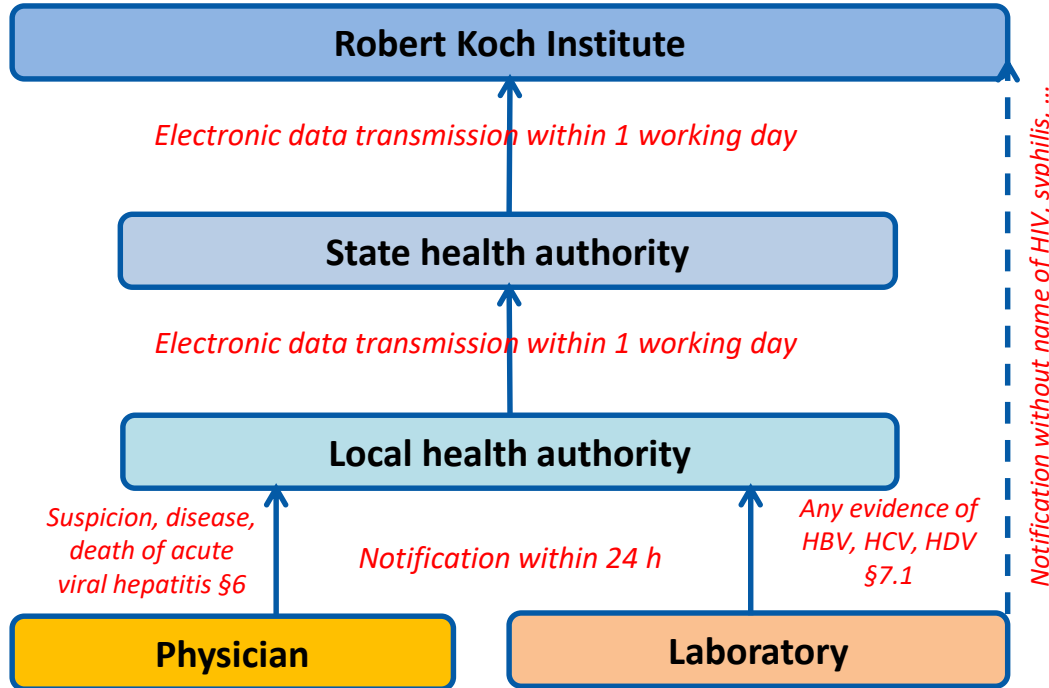 Robert Koch Institute
Electronic data transmission within 1 working day
State health authority
Electronic data transmission within 1 working day
Local health authority
Suspicion, disease,
death of acute
viral hepatitis §6
Notification within 24 h
Any evidence of
HBV, HCV, HDV
§7.1
Physician
Laboratory
Notification without name of HIV, syphilis, …